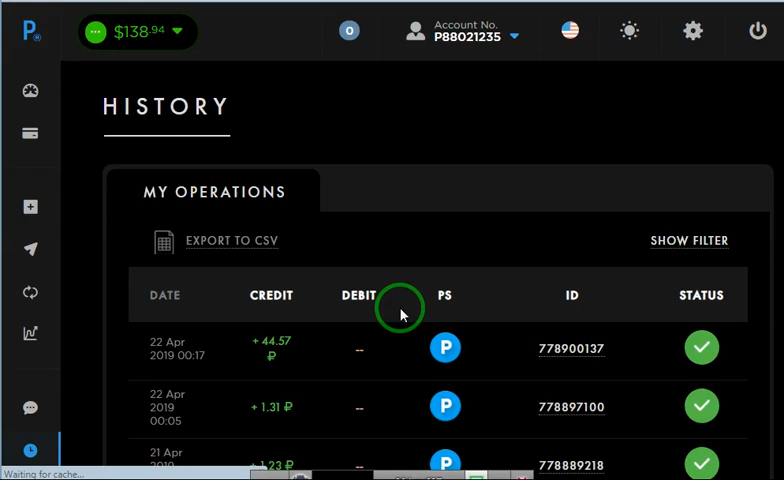 P®
$138.94
0
Account No.
P88021235
HISTORY
MY OPERATIONS
EXPORT TO CSV
SHOW FILTER
DATE CREDIT DEBIT PS ID STATUS
22 Apr
2019 00:17
+ 44.57
₽
--
P
778900137
22 Apr
2019
00:05
+ 1.31 ₽
--
P
778897100
21 Apr
2019
+ 1.23 ₽
--
P
778889218
Waiting for cache...